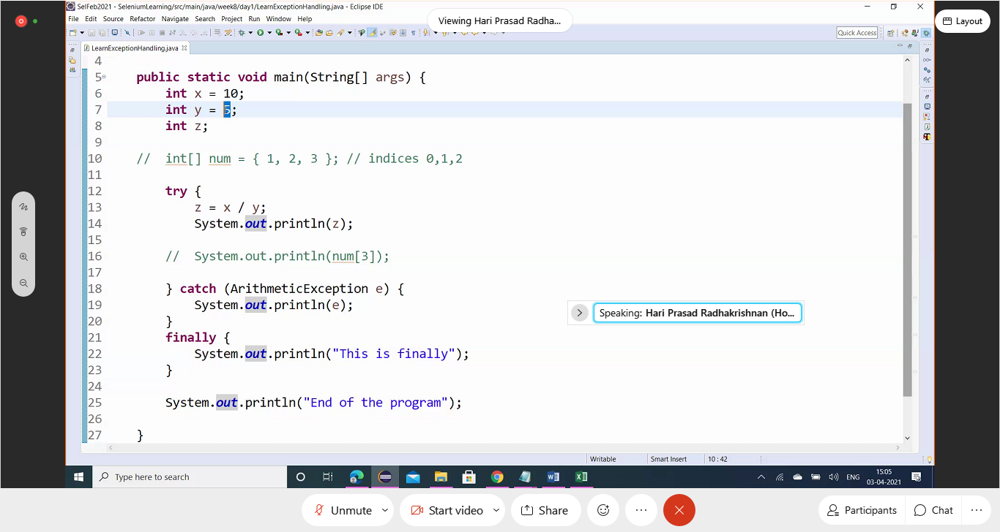 SelFeb2021 - SeleniumLearning/src/main/java/week8/day1/LearnExceptionHandling.java - Eclipse IDE
File Edit Source Refactor Navigate Search Project Run Window Help
Viewing Hari Prasad Radha...
Layout
Quick Access
LearnExceptionHandling.java
4
5 public static void main(String[] args) {
6 int x = 10;
7 int y = 5;
8 int z;
9
10 // int[] num = { 1, 2, 3 }; // indices 0,1,2
11
12 try {
13 z = x / y;
14 System.out.println(z);
15
16 // System.out.println(num[3]);
17
18 } catch (ArithmeticException e) {
19 System.out.println(e);
20 }
21 finally {
22 System.out.println("This is finally");
23 }
24
25 System.out.println("End of the program");
26
27 }
Speaking: Hari Prasad Radhakrishnan (Ho...
Writable Smart Insert 10 : 42
Type here to search
ENG
15:05
03-04-2021
Unmute Start video Share Participants Chat